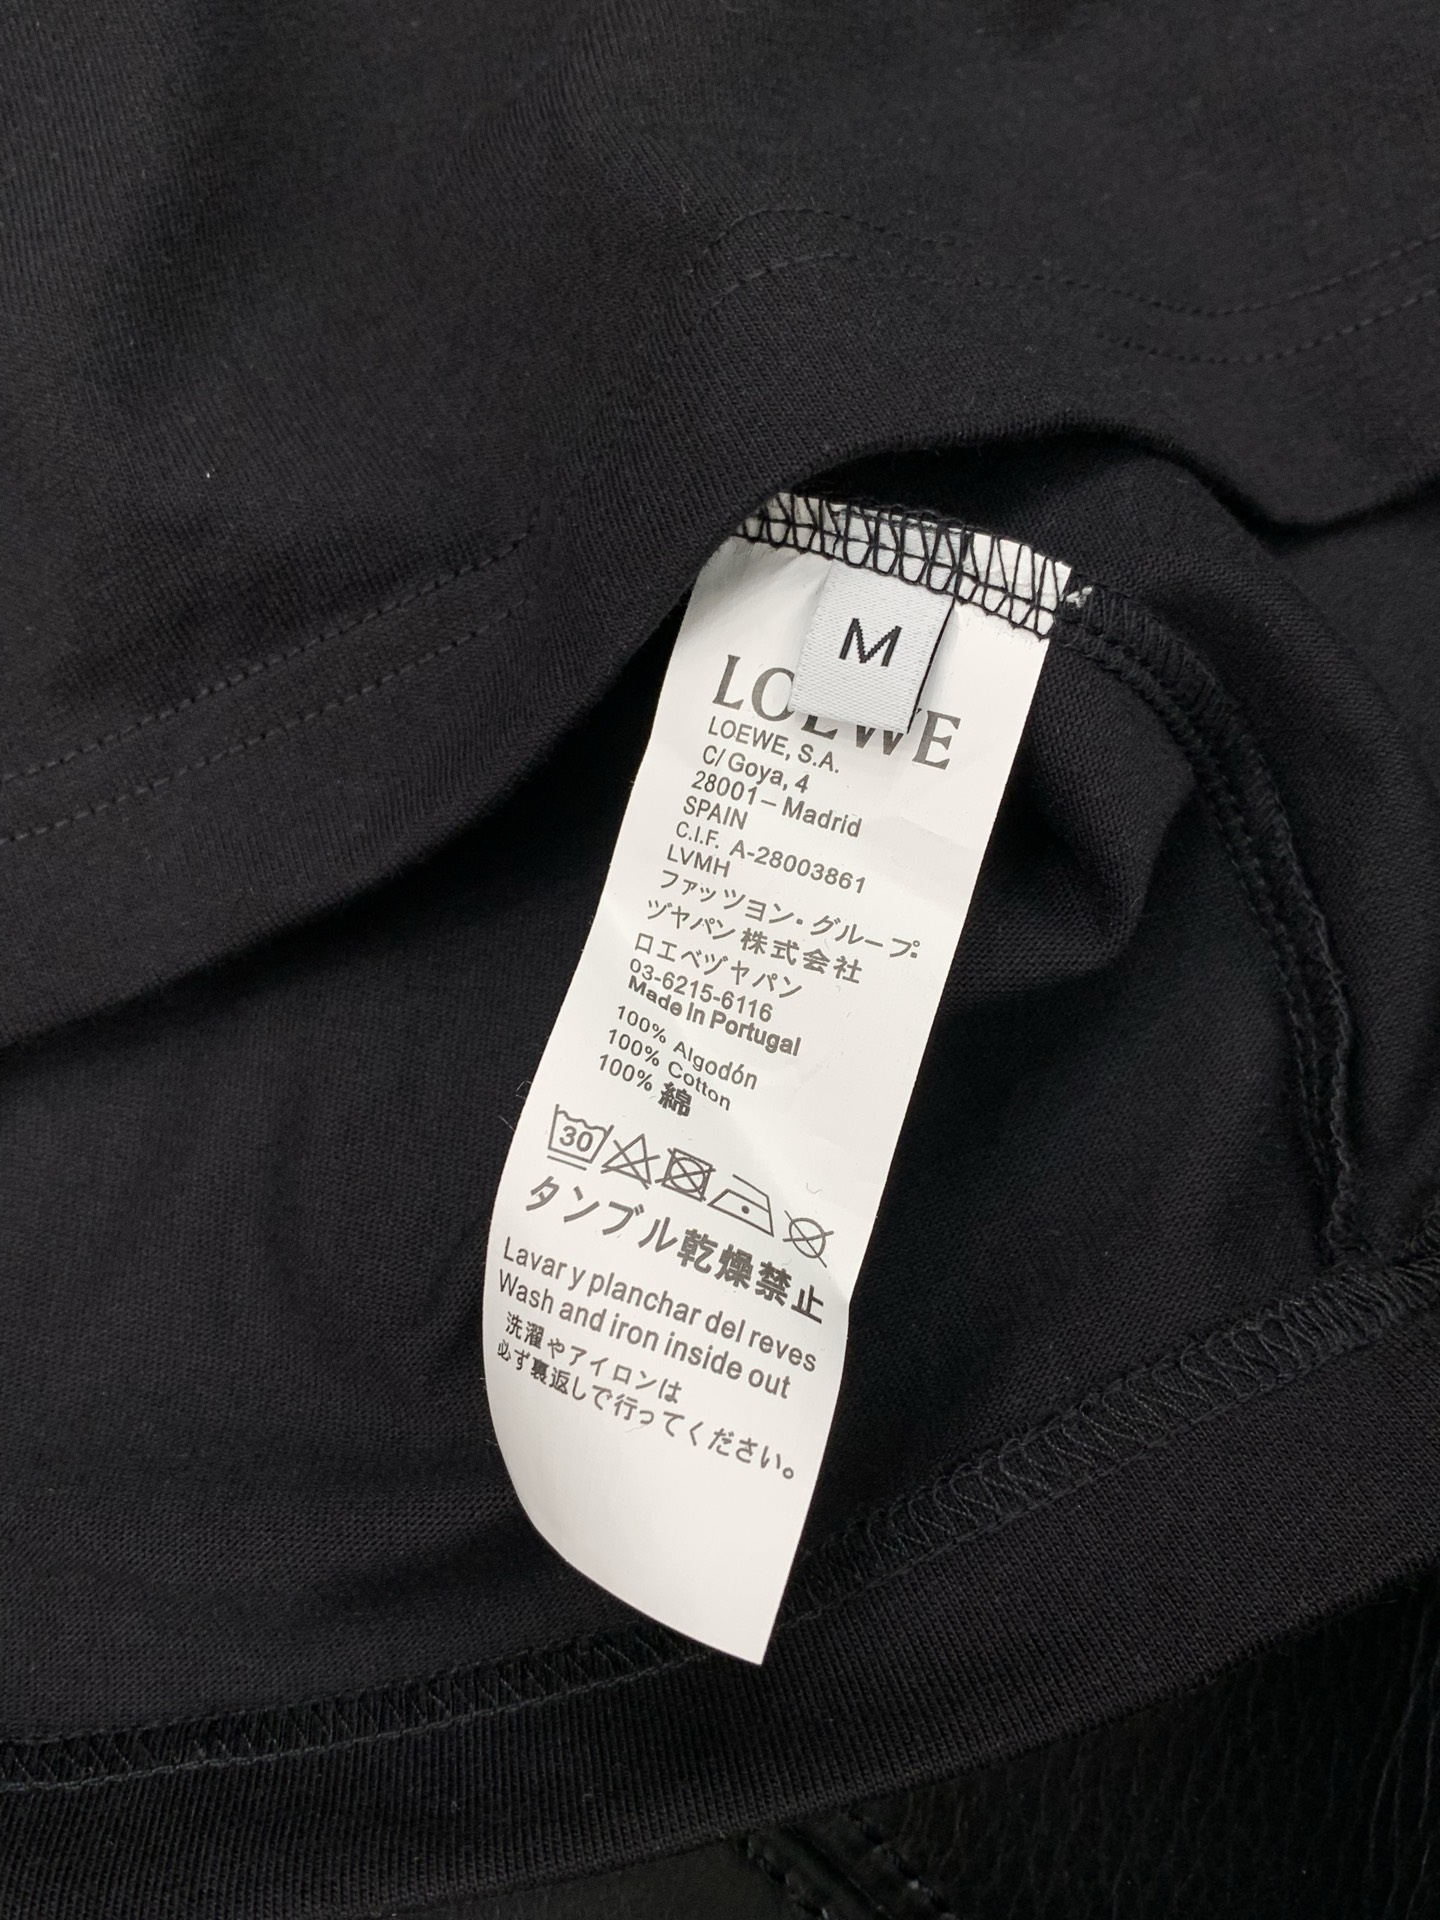 M
LOEWE
LOEWE, S.A.
C/ Goya, 4
28001 – Madrid
SPAIN
C.I.F. A-28003861
LVMH
ファッツヨン・グループ。
ヅヤパン 株式会社
ロエベヅャパン
03-6215-6116
Made in Portugal
100% Algodón
100% Cotton
100% 綿
30
タンブル乾燥禁止
Lavar y planchar del reves
Wash and iron inside out
洗濯やアイロンは
必ず裏返しで行ってください。